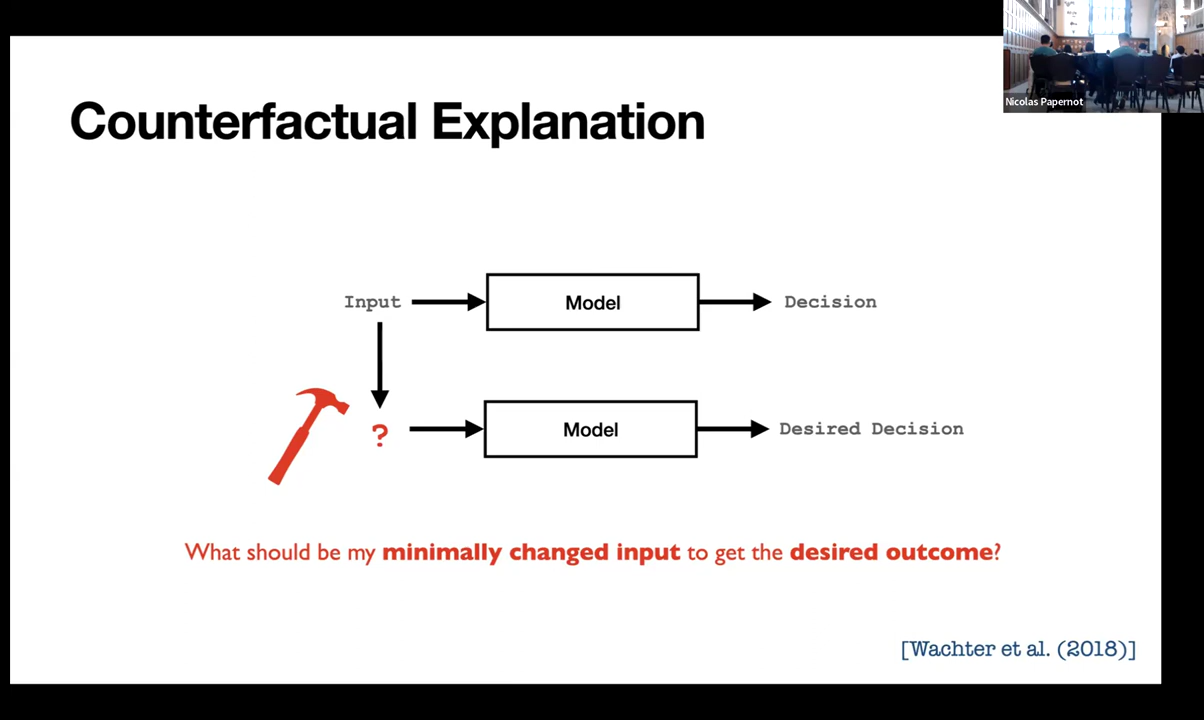 Nicolas Papernot
Counterfactual Explanation
Input
Model
Decision
?
Model
Desired Decision
What should be my minimally changed input to get the desired outcome?
[Wachter et al. (2018)]